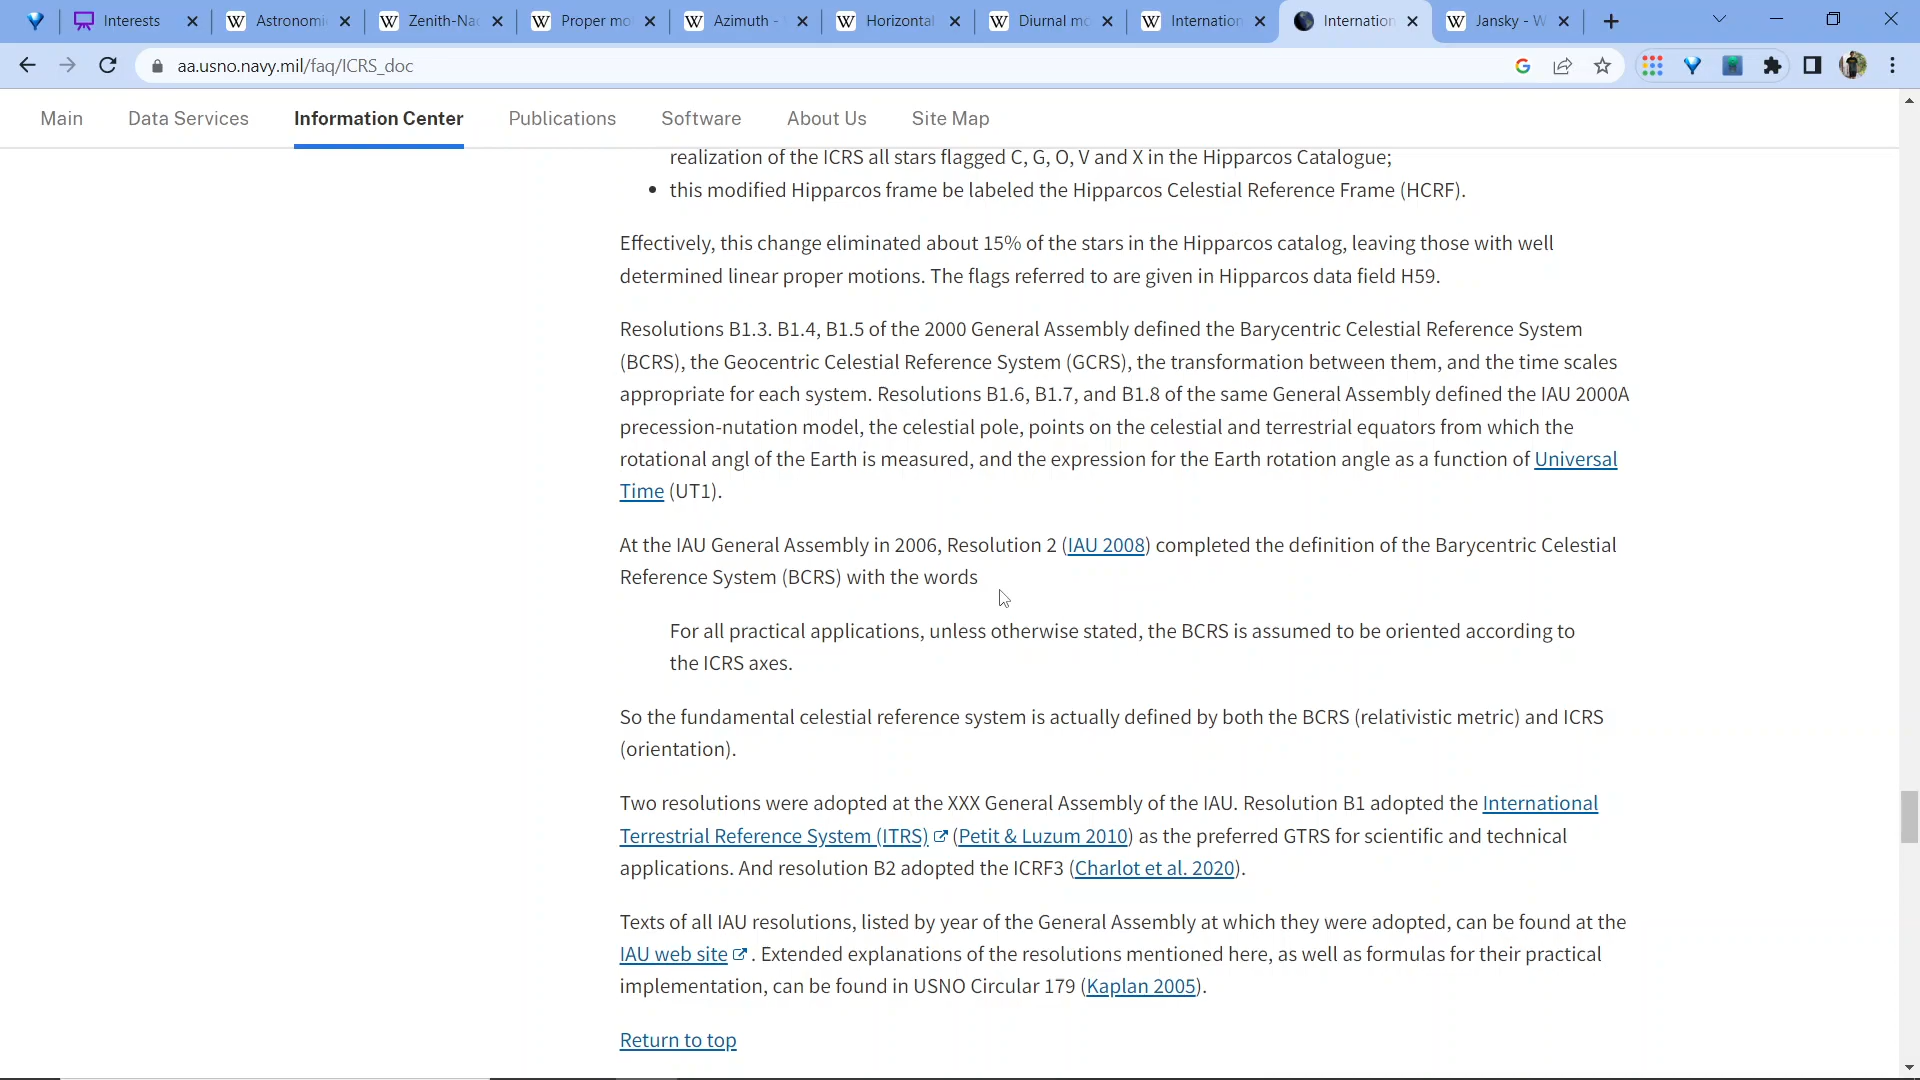 Interests
Astronomi
Zenith-Nad
Proper mo
Azimuth -
Horizontal
Diurnal mo
Internation
Internation
Jansky - W
aa.usno.navy.mil/faq/ICRS_doc
Main
Data Services
Information Center
Publications
Software
About Us
Site Map
realization of the ICRS all stars flagged C, G, O, V and X in the Hipparcos Catalogue;
• this modified Hipparcos frame be labeled the Hipparcos Celestial Reference Frame (HCRF).
Effectively, this change eliminated about 15% of the stars in the Hipparcos catalog, leaving those with well
determined linear proper motions. The flags referred to are given in Hipparcos data field H59.
Resolutions B1.3. B1.4, B1.5 of the 2000 General Assembly defined the Barycentric Celestial Reference System
(BCRS), the Geocentric Celestial Reference System (GCRS), the transformation between them, and the time scales
appropriate for each system. Resolutions B1.6, B1.7, and B1.8 of the same General Assembly defined the IAU 2000A
precession-nutation model, the celestial pole, points on the celestial and terrestrial equators from which the
rotational angl of the Earth is measured, and the expression for the Earth rotation angle as a function of Universal
Time (UT1).
At the IAU General Assembly in 2006, Resolution 2 (IAU 2008) completed the definition of the Barycentric Celestial
Reference System (BCRS) with the words
For all practical applications, unless otherwise stated, the BCRS is assumed to be oriented according to
the ICRS axes.
So the fundamental celestial reference system is actually defined by both the BCRS (relativistic metric) and ICRS
(orientation).
Two resolutions were adopted at the XXX General Assembly of the IAU. Resolution B1 adopted the International
Terrestrial Reference System (ITRS) (Petit & Luzum 2010) as the preferred GTRS for scientific and technical
applications. And resolution B2 adopted the ICRF3 (Charlot et al. 2020).
Texts of all IAU resolutions, listed by year of the General Assembly at which they were adopted, can be found at the
IAU web site . Extended explanations of the resolutions mentioned here, as well as formulas for their practical
implementation, can be found in USNO Circular 179 (Kaplan 2005).
Return to top